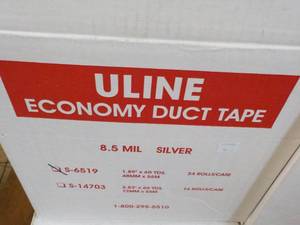 ULINE
ECONOMY DUCT TAPE
8.5 MIL SILVER
S-6519 1.89" x 60 YDS. 24 ROLLS/CASE
48MM x 55M
S-14703 2.83" x 60 YDS. 16 ROLLS/CASE
72MM x 55M
1-800-295-5510